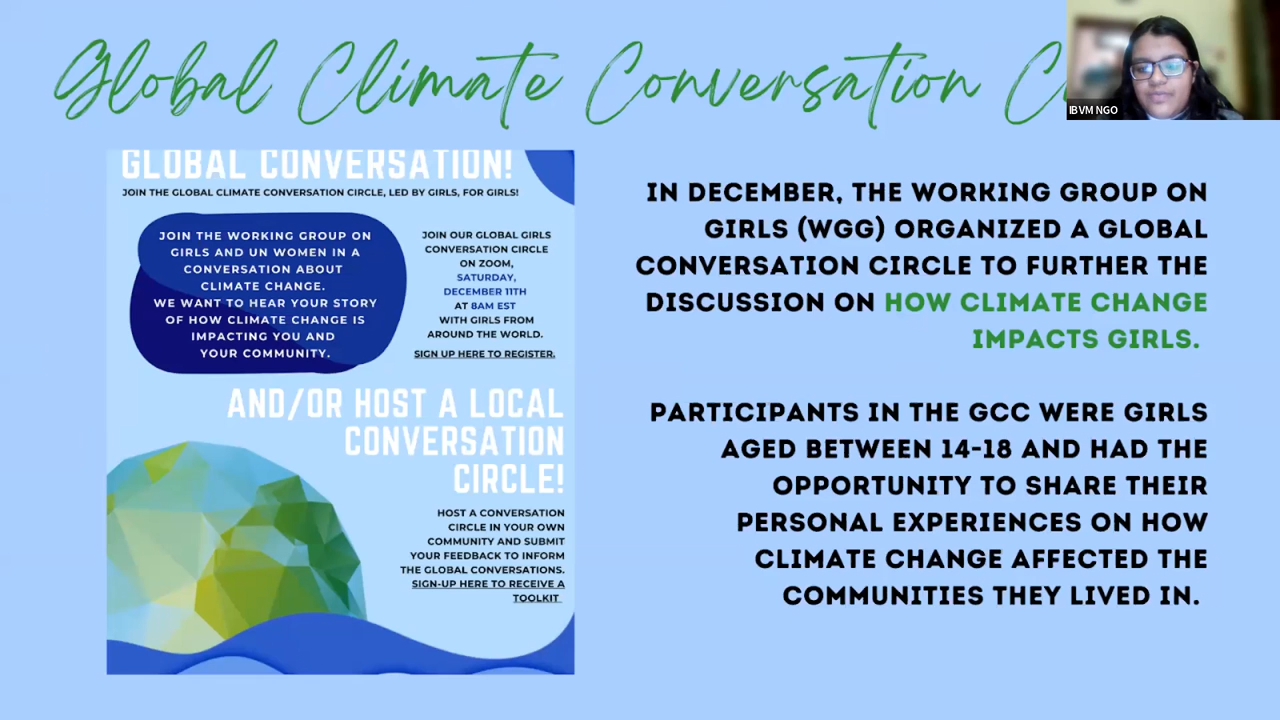 Global Climate Conversation
IBVM NGO
GLOBAL CONVERSATION!
JOIN THE GLOBAL CLIMATE CONVERSATION CIRCLE, LED BY GIRLS, FOR GIRLS!
JOIN THE WORKING GROUP ON
GIRLS AND UN WOMEN IN A
CONVERSATION ABOUT
CLIMATE CHANGE.
WE WANT TO HEAR YOUR STORY
OF HOW CLIMATE CHANGE IS
IMPACTING YOU AND
YOUR COMMUNITY.
JOIN OUR GLOBAL GIRLS
CONVERSATION CIRCLE
ON ZOOM,
SATURDAY,
DECEMBER 11TH
AT 8AM EST
WITH GIRLS FROM
AROUND THE WORLD.
SIGN UP HERE TO REGISTER.
AND/OR HOST A LOCAL
CONVERSATION
CIRCLE!
HOST A CONVERSATION
CIRCLE IN YOUR OWN
COMMUNITY AND SUBMIT
YOUR FEEDBACK TO INFORM
THE GLOBAL CONVERSATIONS.
SIGN-UP HERE TO RECEIVE A
TOOLKIT
IN DECEMBER, THE WORKING GROUP ON
GIRLS (WGG) ORGANIZED A GLOBAL
CONVERSATION CIRCLE TO FURTHER THE
DISCUSSION ON HOW CLIMATE CHANGE
IMPACTS GIRLS.
PARTICIPANTS IN THE GCC WERE GIRLS
AGED BETWEEN 14-18 AND HAD THE
OPPORTUNITY TO SHARE THEIR
PERSONAL EXPERIENCES ON HOW
CLIMATE CHANGE AFFECTED THE
COMMUNITIES THEY LIVED IN.